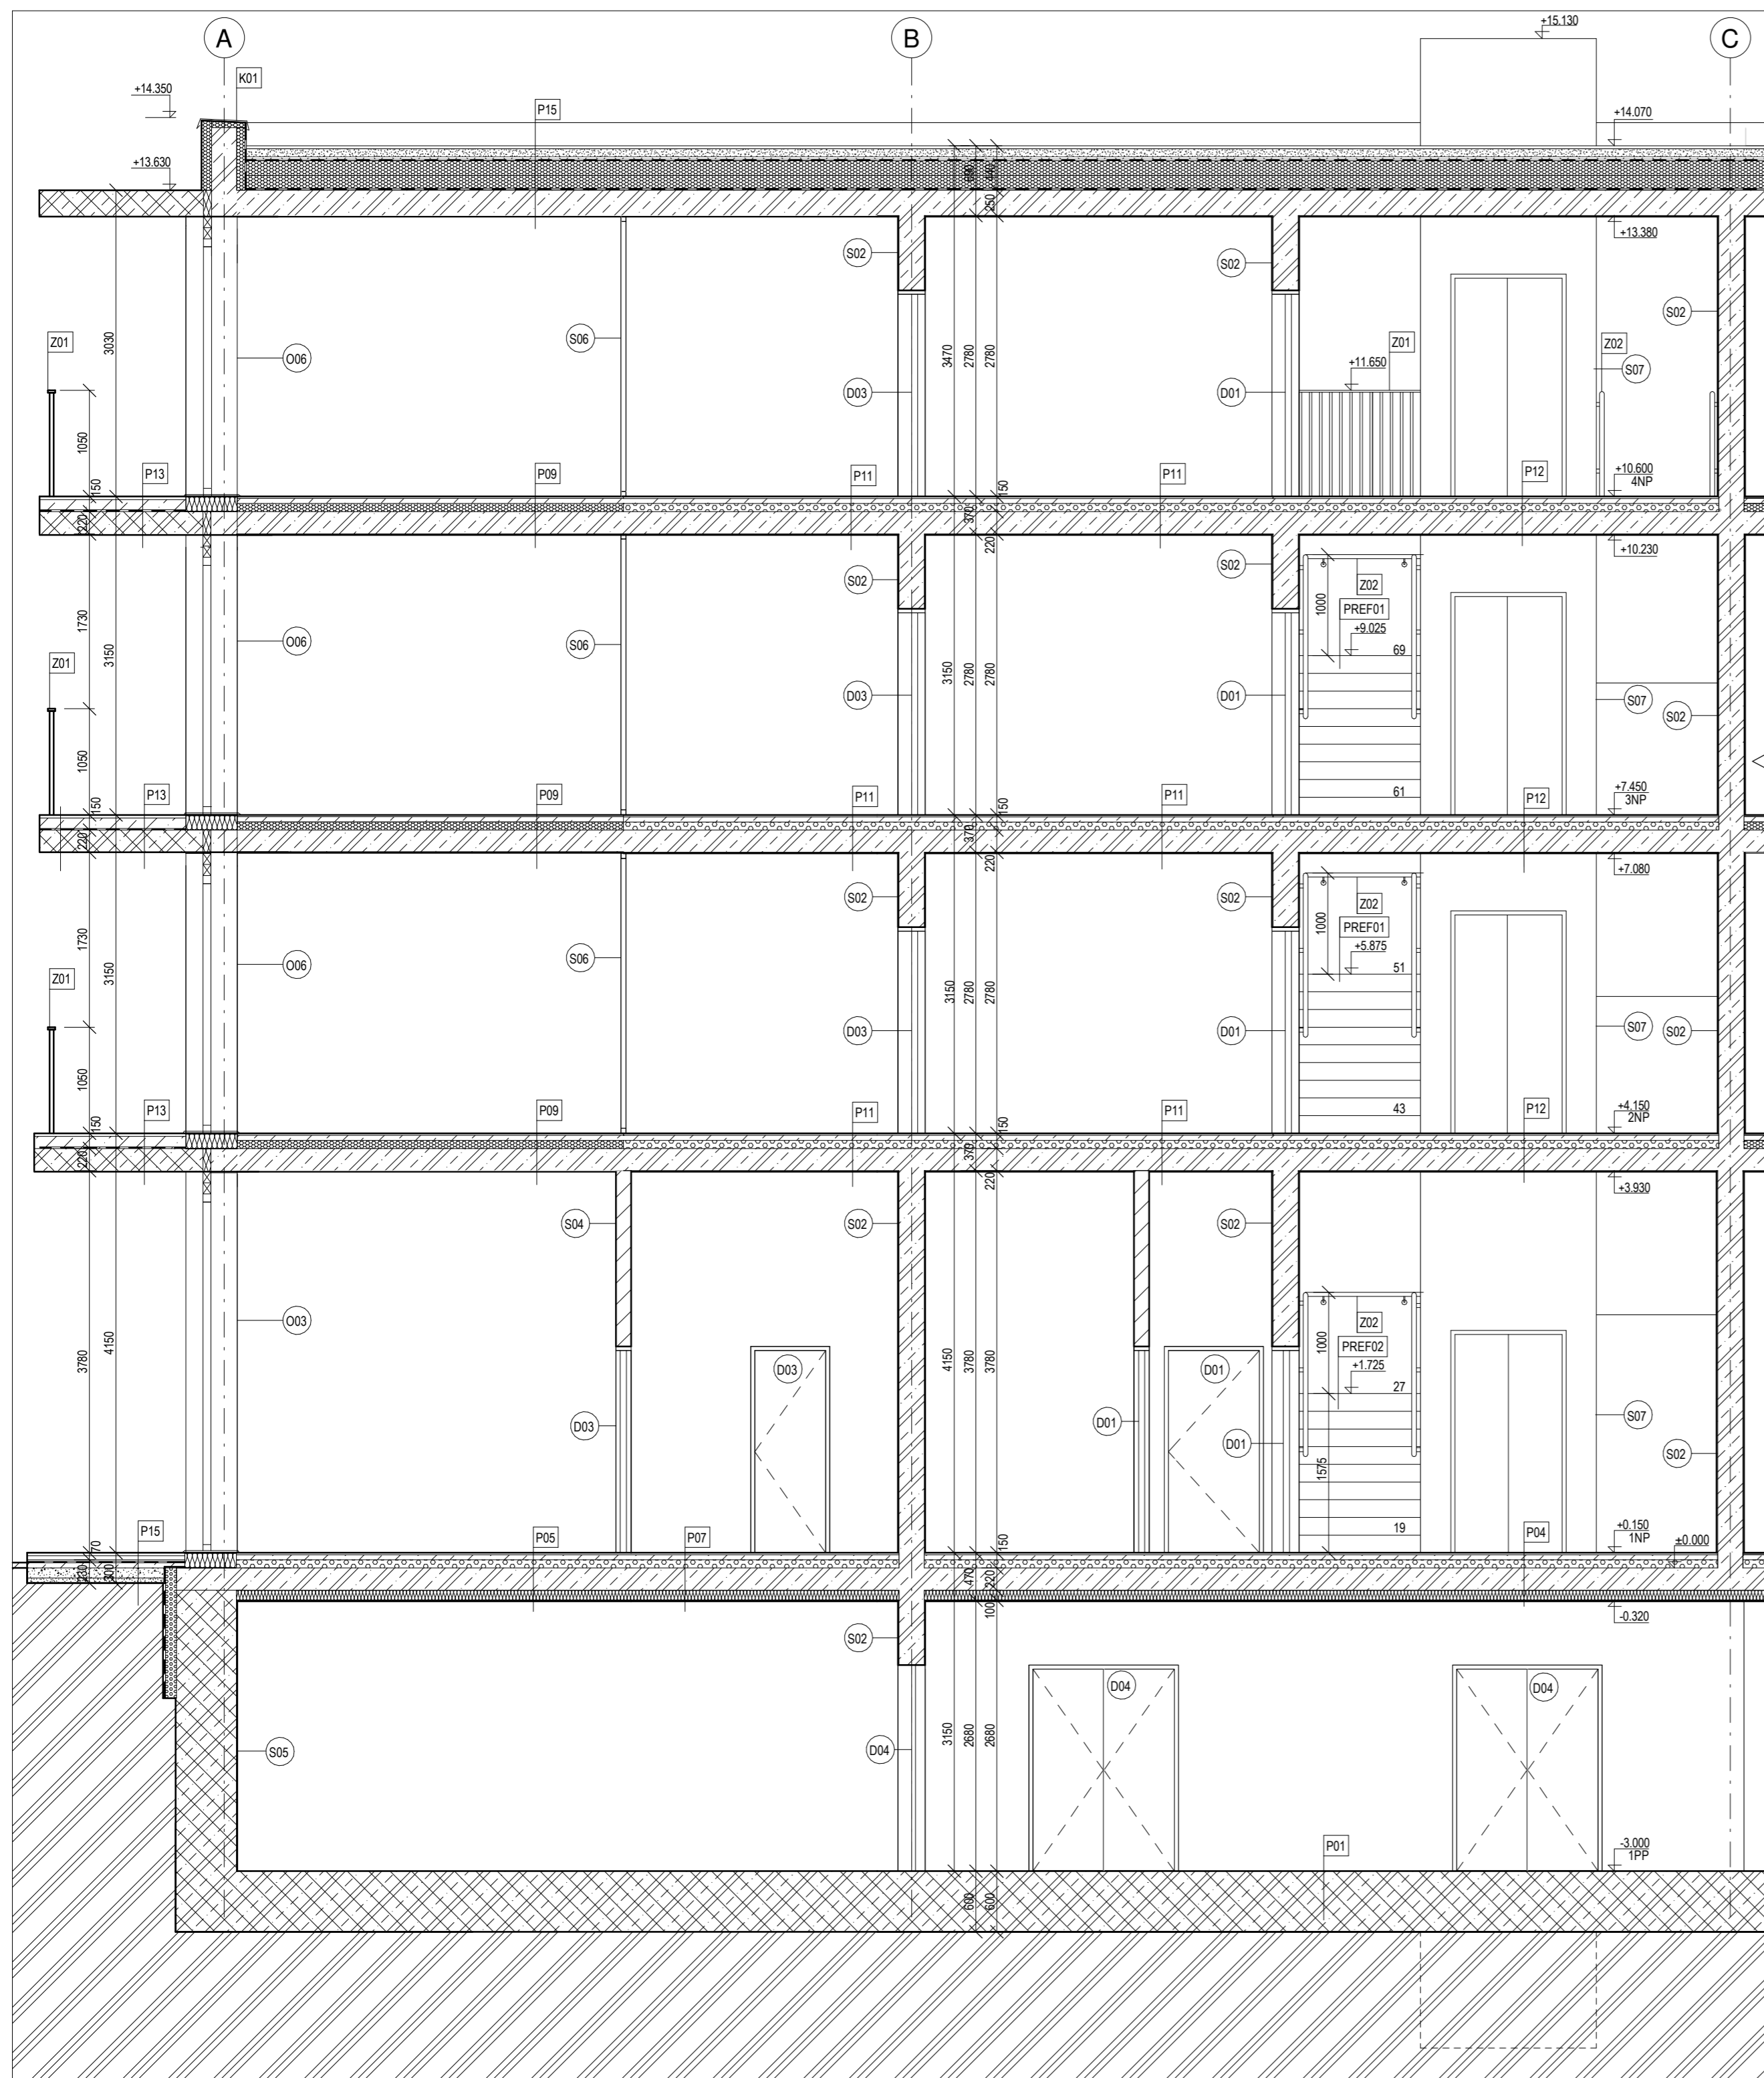 A
B
C
+15.130
K01
+14.350
P15
+14.070
+13.630
690
440
250
+13.380
S02
S02
S02
Z01
3030
O06
S06
3470
2780
2780
Z01
Z02
+11.650
S07
D03
D01
1050
P13
P09
P11
P11
P12
+10.600
4NP
150
150
220
370
220
+10.230
S02
S02
Z02
1000
PREF01
+9.025
1730
3150
O06
S06
69
Z01
3150
2780
2780
D03
D01
S07
S02
1050
P13
P09
P11
P11
61
P12
+7.450
3NP
150
150
220
370
220
+7.080
S02
S02
Z02
1000
PREF01
+5.875
1730
3150
O06
S06
51
Z01
3150
2780
2780
D03
D01
S07
S02
1050
P13
P09
P11
P11
43
P12
+4.150
2NP
150
150
220
370
220
+3.930
S04
S02
S02
O03
Z02
1000
PREF02
+1.725
3780
4150
D03
4150
3780
3780
D01
27
D03
D01
D01
S07
S02
1575
P15
P05
P07
19
P04
+0.150
1NP
±0.000
70
150
230
300
470
220
100
-0.320
S02
D04
D04
S05
D04
3150
2680
2680
P01
-3.000
1PP
600
600